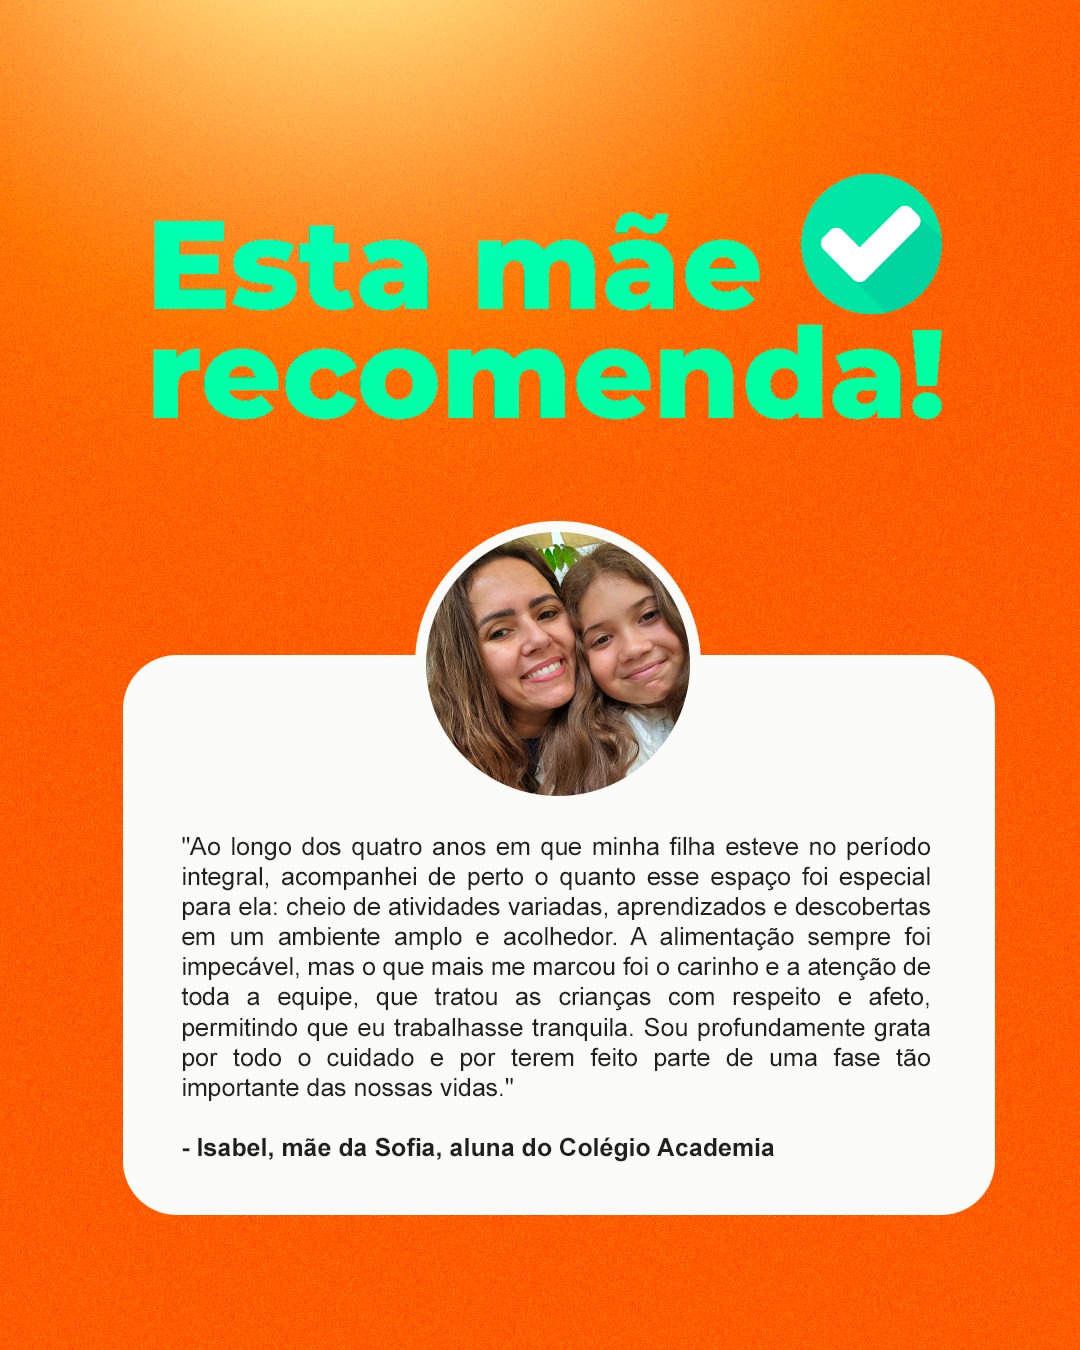 Esta mãe
recomenda!
"Ao longo dos quatro anos em que minha filha esteve no período
integral, acompanhei de perto o quanto esse espaço foi especial
para ela: cheio de atividades variadas, aprendizados e descobertas
em um ambiente amplo e acolhedor. A alimentação sempre foi
impecável, mas o que mais me marcou foi o carinho e a atenção de
toda a equipe, que tratou as crianças com respeito e afeto,
permitindo que eu trabalhasse tranquila. Sou profundamente grata
por todo o cuidado e por terem feito parte de uma fase tão
importante das nossas vidas."
- Isabel, mãe da Sofia, aluna do Colégio Academia